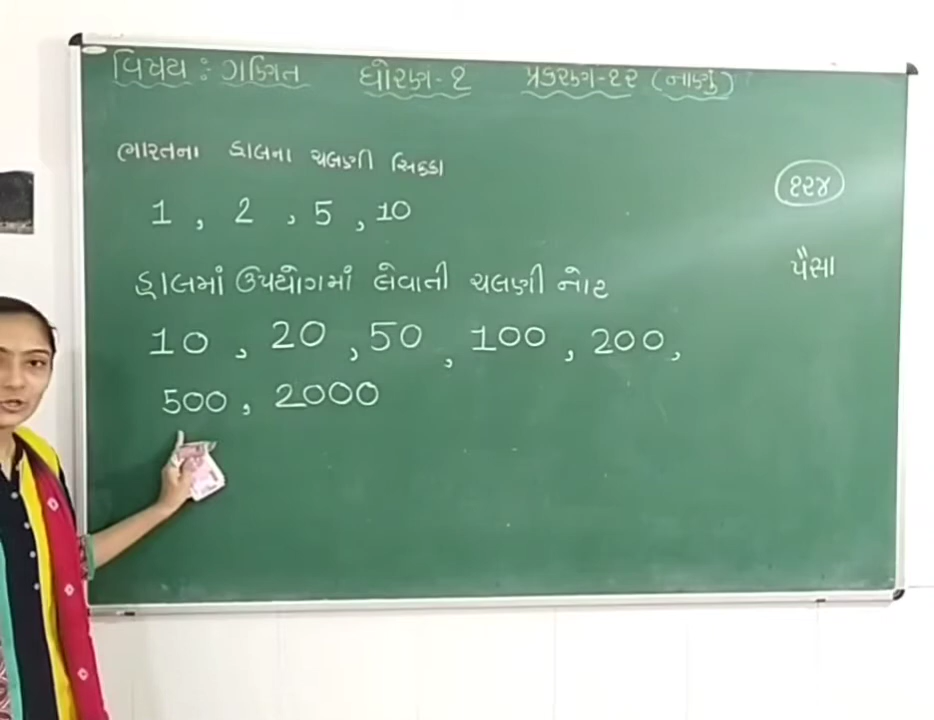 વિષય : ગણિત ધોરણ-૧ પ્રકરણ-૧૨ (નાણું)
ભારતના હાલના ચલણી સિક્કા
૧૨૪
1 , 2 , 5 , 10
પૈસા
હાલમાં ઉપયોગમાં લેવાતી ચલણી નોટ
10 , 20 , 50 , 100 , 200 ,
500 , 2000